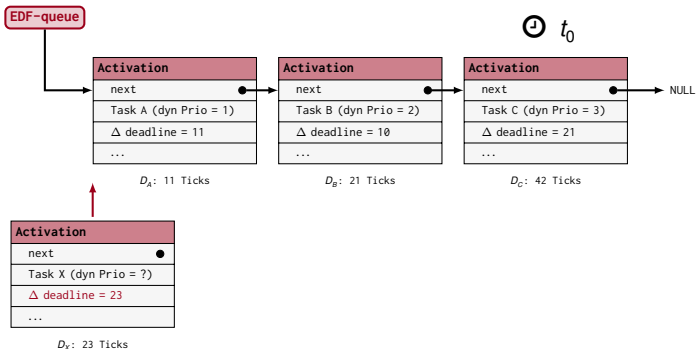 EDF-queue
t0
Activation
next
Task A (dyn Prio = 1)
Δ deadline = 11
...
D_A: 11 Ticks
Activation
next
Task B (dyn Prio = 2)
Δ deadline = 10
...
D_B: 21 Ticks
Activation
next
Task C (dyn Prio = 3)
Δ deadline = 21
...
D_C: 42 Ticks
NULL
Activation
next
Task X (dyn Prio = ?)
Δ deadline = 23
...
D_X: 23 Ticks